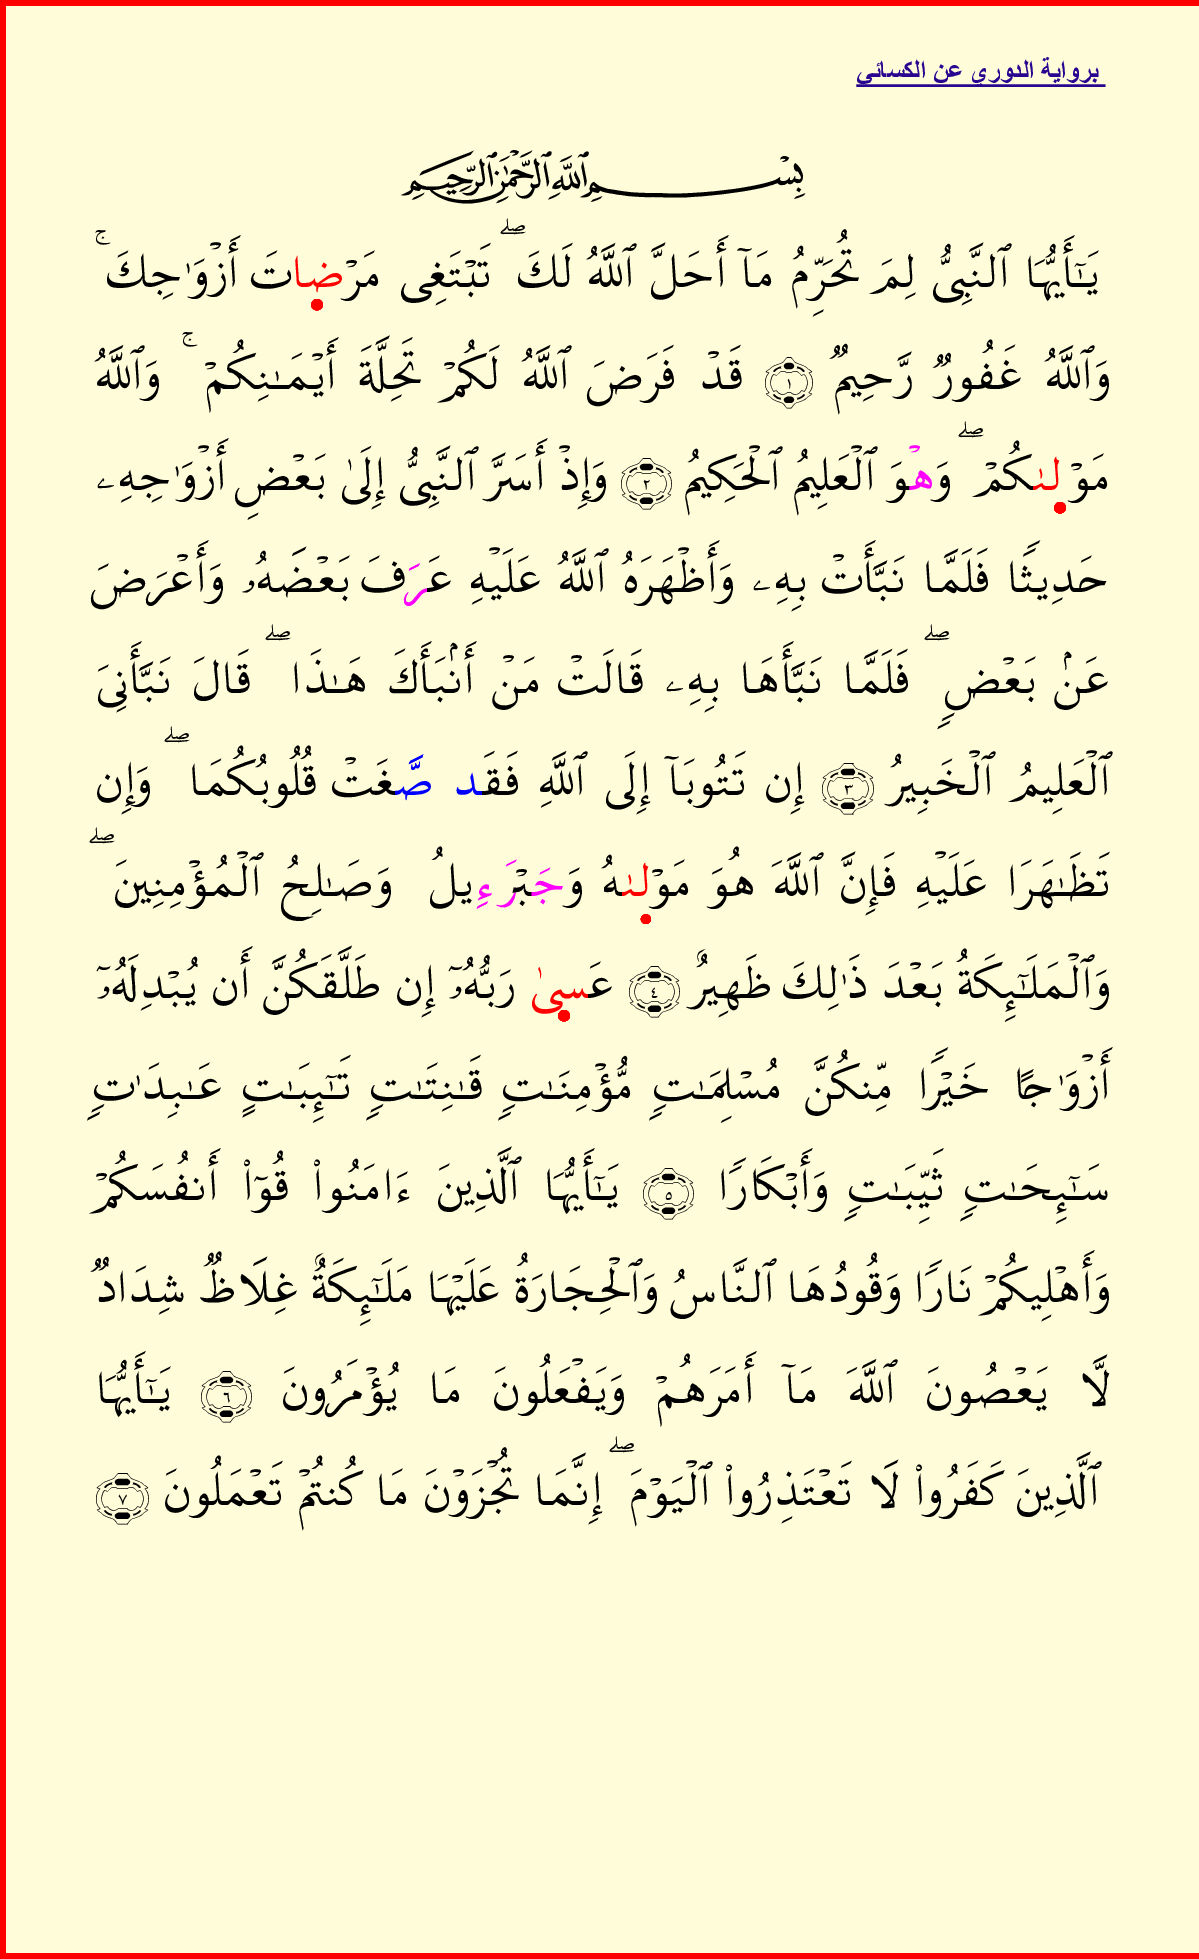 برواية الدوري عن الكسائي
بِسْمِ ٱللَّهِ ٱلرَّحْمَٰنِ ٱلرَّحِيمِ
يَٰٓأَيُّهَا ٱلنَّبِىُّ لِمَ تُحَرِّمُ مَآ أَحَلَّ ٱللَّهُ لَكَ ۖ تَبْتَغِى مَرْضِاتَ أَزْوَٰجِكَ ۚ
وَٱللَّهُ غَفُورٌ رَّحِيمٌ ١ قَدْ فَرَضَ ٱللَّهُ لَكُمْ تَحِلَّةَ أَيْمَٰنِكُمْ ۚ وَٱللَّهُ
مَوْلىٰكُمْ ۖ وَهْوَ ٱلْعَلِيمُ ٱلْحَكِيمُ ٢ وَإِذْ أَسَرَّ ٱلنَّبِىُّ إِلَىٰ بَعْضِ أَزْوَٰجِهِۦ
حَدِيثًا فَلَمَّا نَبَّأَتْ بِهِۦ وَأَظْهَرَهُ ٱللَّهُ عَلَيْهِ عَرَفَ بَعْضَهُۥ وَأَعْرَضَ
عَنۢ بَعْضٍ ۖ فَلَمَّا نَبَّأَهَا بِهِۦ قَالَتْ مَنْ أَنۢبَأَكَ هَٰذَا ۖ قَالَ نَبَّأَنِىَ
ٱلْعَلِيمُ ٱلْخَبِيرُ ٣ إِن تَتُوبَآ إِلَى ٱللَّهِ فَقَد صَّغَتْ قُلُوبُكُمَا ۖ وَإِن
تَظَٰهَرَا عَلَيْهِ فَإِنَّ ٱللَّهَ هُوَ مَوْلىٰهُ وَجَبْرَءِيلُ وَصَٰلِحُ ٱلْمُؤْمِنِينَ ۖ
وَٱلْمَلَٰٓئِكَةُ بَعْدَ ذَٰلِكَ ظَهِيرٌ ٤ عَسىٰ رَبُّهُۥٓ إِن طَلَّقَكُنَّ أَن يُبْدِلَهُۥٓ
أَزْوَٰجًا خَيْرًا مِّنكُنَّ مُسْلِمَٰتٍ مُّؤْمِنَٰتٍ قَٰنِتَٰتٍ تَٰٓئِبَٰتٍ عَٰبِدَٰتٍ
سَٰٓئِحَٰتٍ ثَيِّبَٰتٍ وَأَبْكَارًا ٥ يَٰٓأَيُّهَا ٱلَّذِينَ ءَامَنُوا۟ قُوٓا۟ أَنفُسَكُمْ
وَأَهْلِيكُمْ نَارًا وَقُودُهَا ٱلنَّاسُ وَٱلْحِجَارَةُ عَلَيْهَا مَلَٰٓئِكَةٌ غِلَاظٌ شِدَادٌ
لَّا يَعْصُونَ ٱللَّهَ مَآ أَمَرَهُمْ وَيَفْعَلُونَ مَا يُؤْمَرُونَ ٦ يَٰٓأَيُّهَا
ٱلَّذِينَ كَفَرُوا۟ لَا تَعْتَذِرُوا۟ ٱلْيَوْمَ ۖ إِنَّمَا تُجْزَوْنَ مَا كُنتُمْ تَعْمَلُونَ ٧